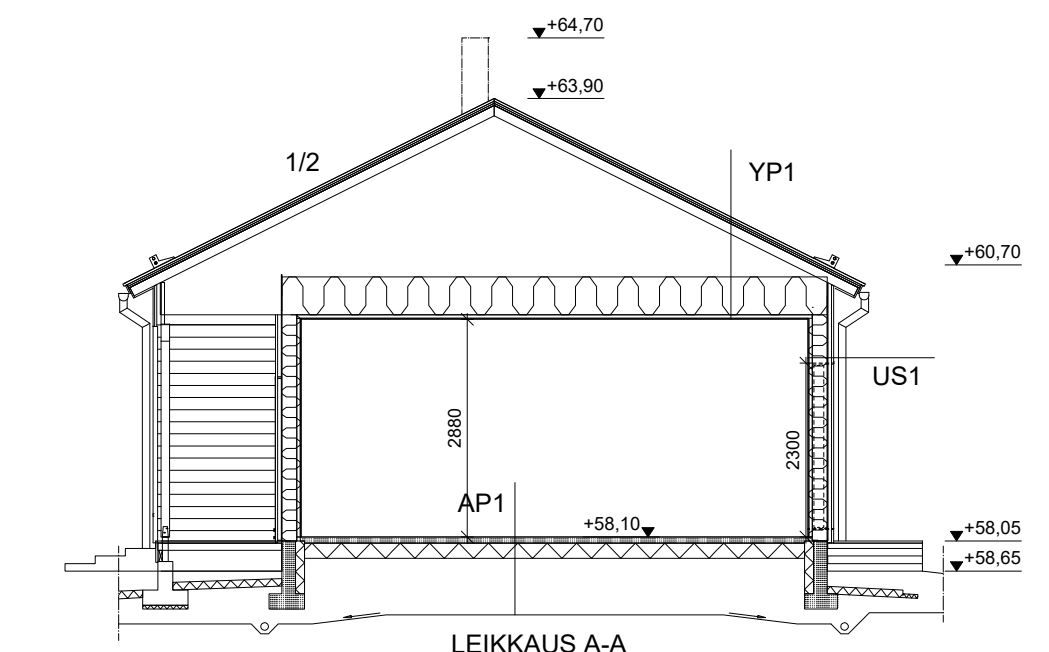 +64,70
+63,90
1/2
YP1
+60,70
US1
2880
2300
AP1
+58,10
+58,05
+58,65
LEIKKAUS A-A